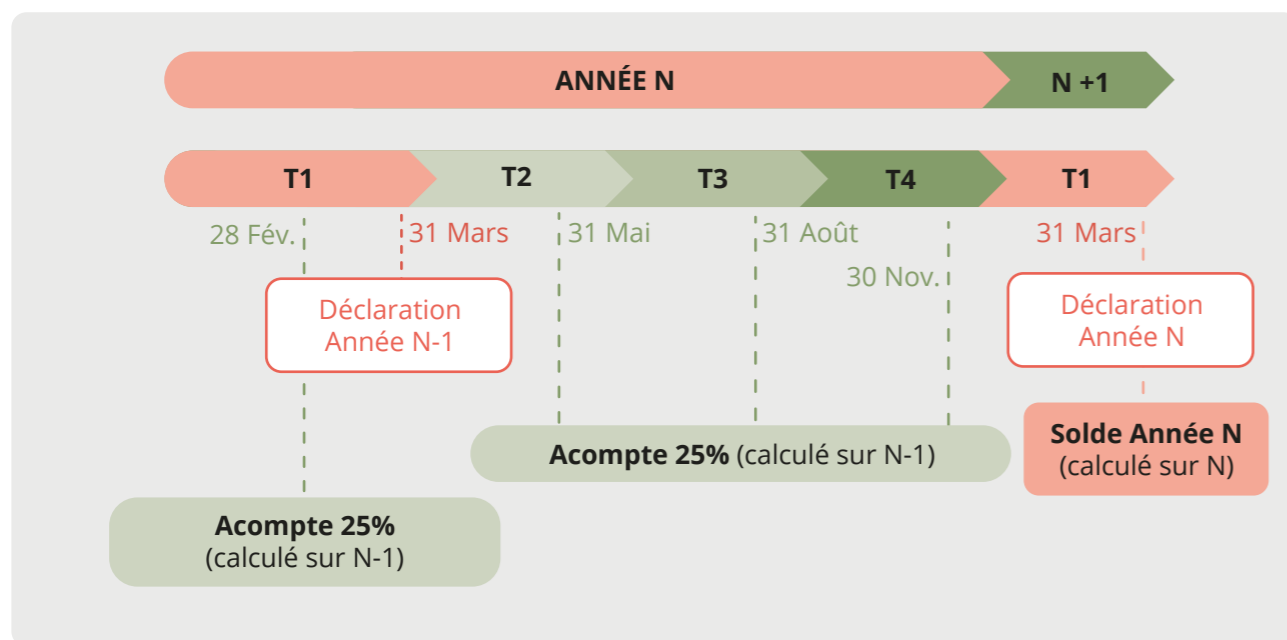 ANNÉE N
N +1
T1
T2
T3
T4
T1
28 Fév.
31 Mars
31 Mai
31 Août
30 Nov.
31 Mars
Déclaration
Année N-1
Déclaration
Année N
Acompte 25% (calculé sur N-1)
Solde Année N
(calculé sur N)
Acompte 25%
(calculé sur N-1)